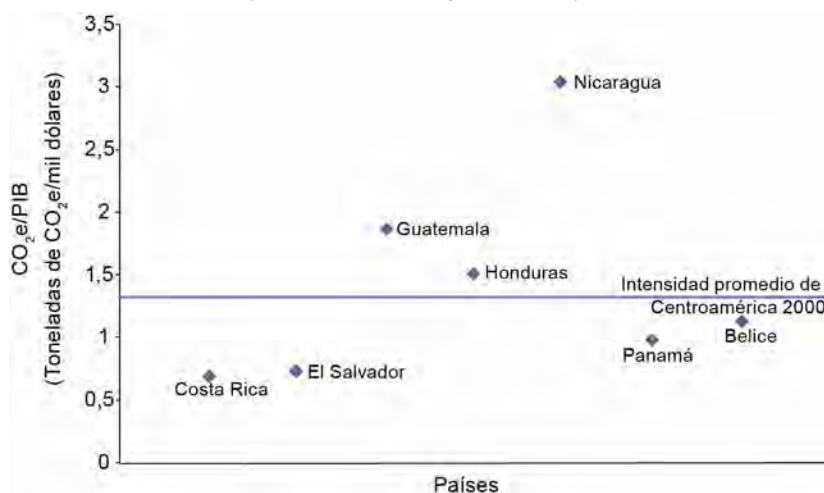 3,5
3
2,5
2
1,5
1
0,5
0
CO2e/PIB
(Toneladas de CO2e/mil dólares)
Nicaragua
Guatemala
Honduras
Intensidad promedio de
Centroamérica 2000
Belice
Panamá
El Salvador
Costa Rica
Países